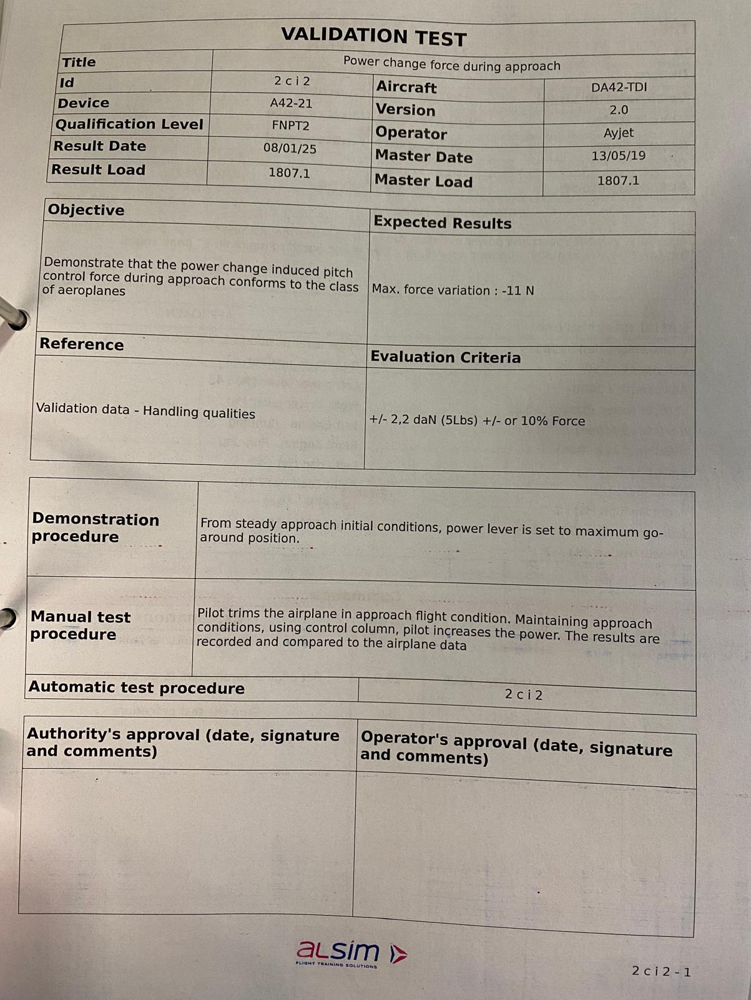 VALIDATION TEST
Title Power change force during approach
Id 2 c i 2 Aircraft DA42-TDI
Device A42-21 Version 2.0
Qualification Level FNPT2 Operator Ayjet
Result Date 08/01/25 Master Date 13/05/19
Result Load 1807.1 Master Load 1807.1
Objective
Demonstrate that the power change induced pitch
control force during approach conforms to the class
of aeroplanes
Expected Results
Max. force variation : -11 N
Reference
Validation data - Handling qualities
Evaluation Criteria
+/- 2,2 daN (5Lbs) +/- or 10% Force
Demonstration
procedure
From steady approach initial conditions, power lever is set to maximum go-
around position.
Manual test
procedure
Pilot trims the airplane in approach flight condition. Maintaining approach
conditions, using control column, pilot increases the power. The results are
recorded and compared to the airplane data
Automatic test procedure 2 c i 2
Authority's approval (date, signature
and comments)
Operator's approval (date, signature
and comments)
aLsim
FLIGHT TRAINING SOLUTIONS
2 c i 2 - 1